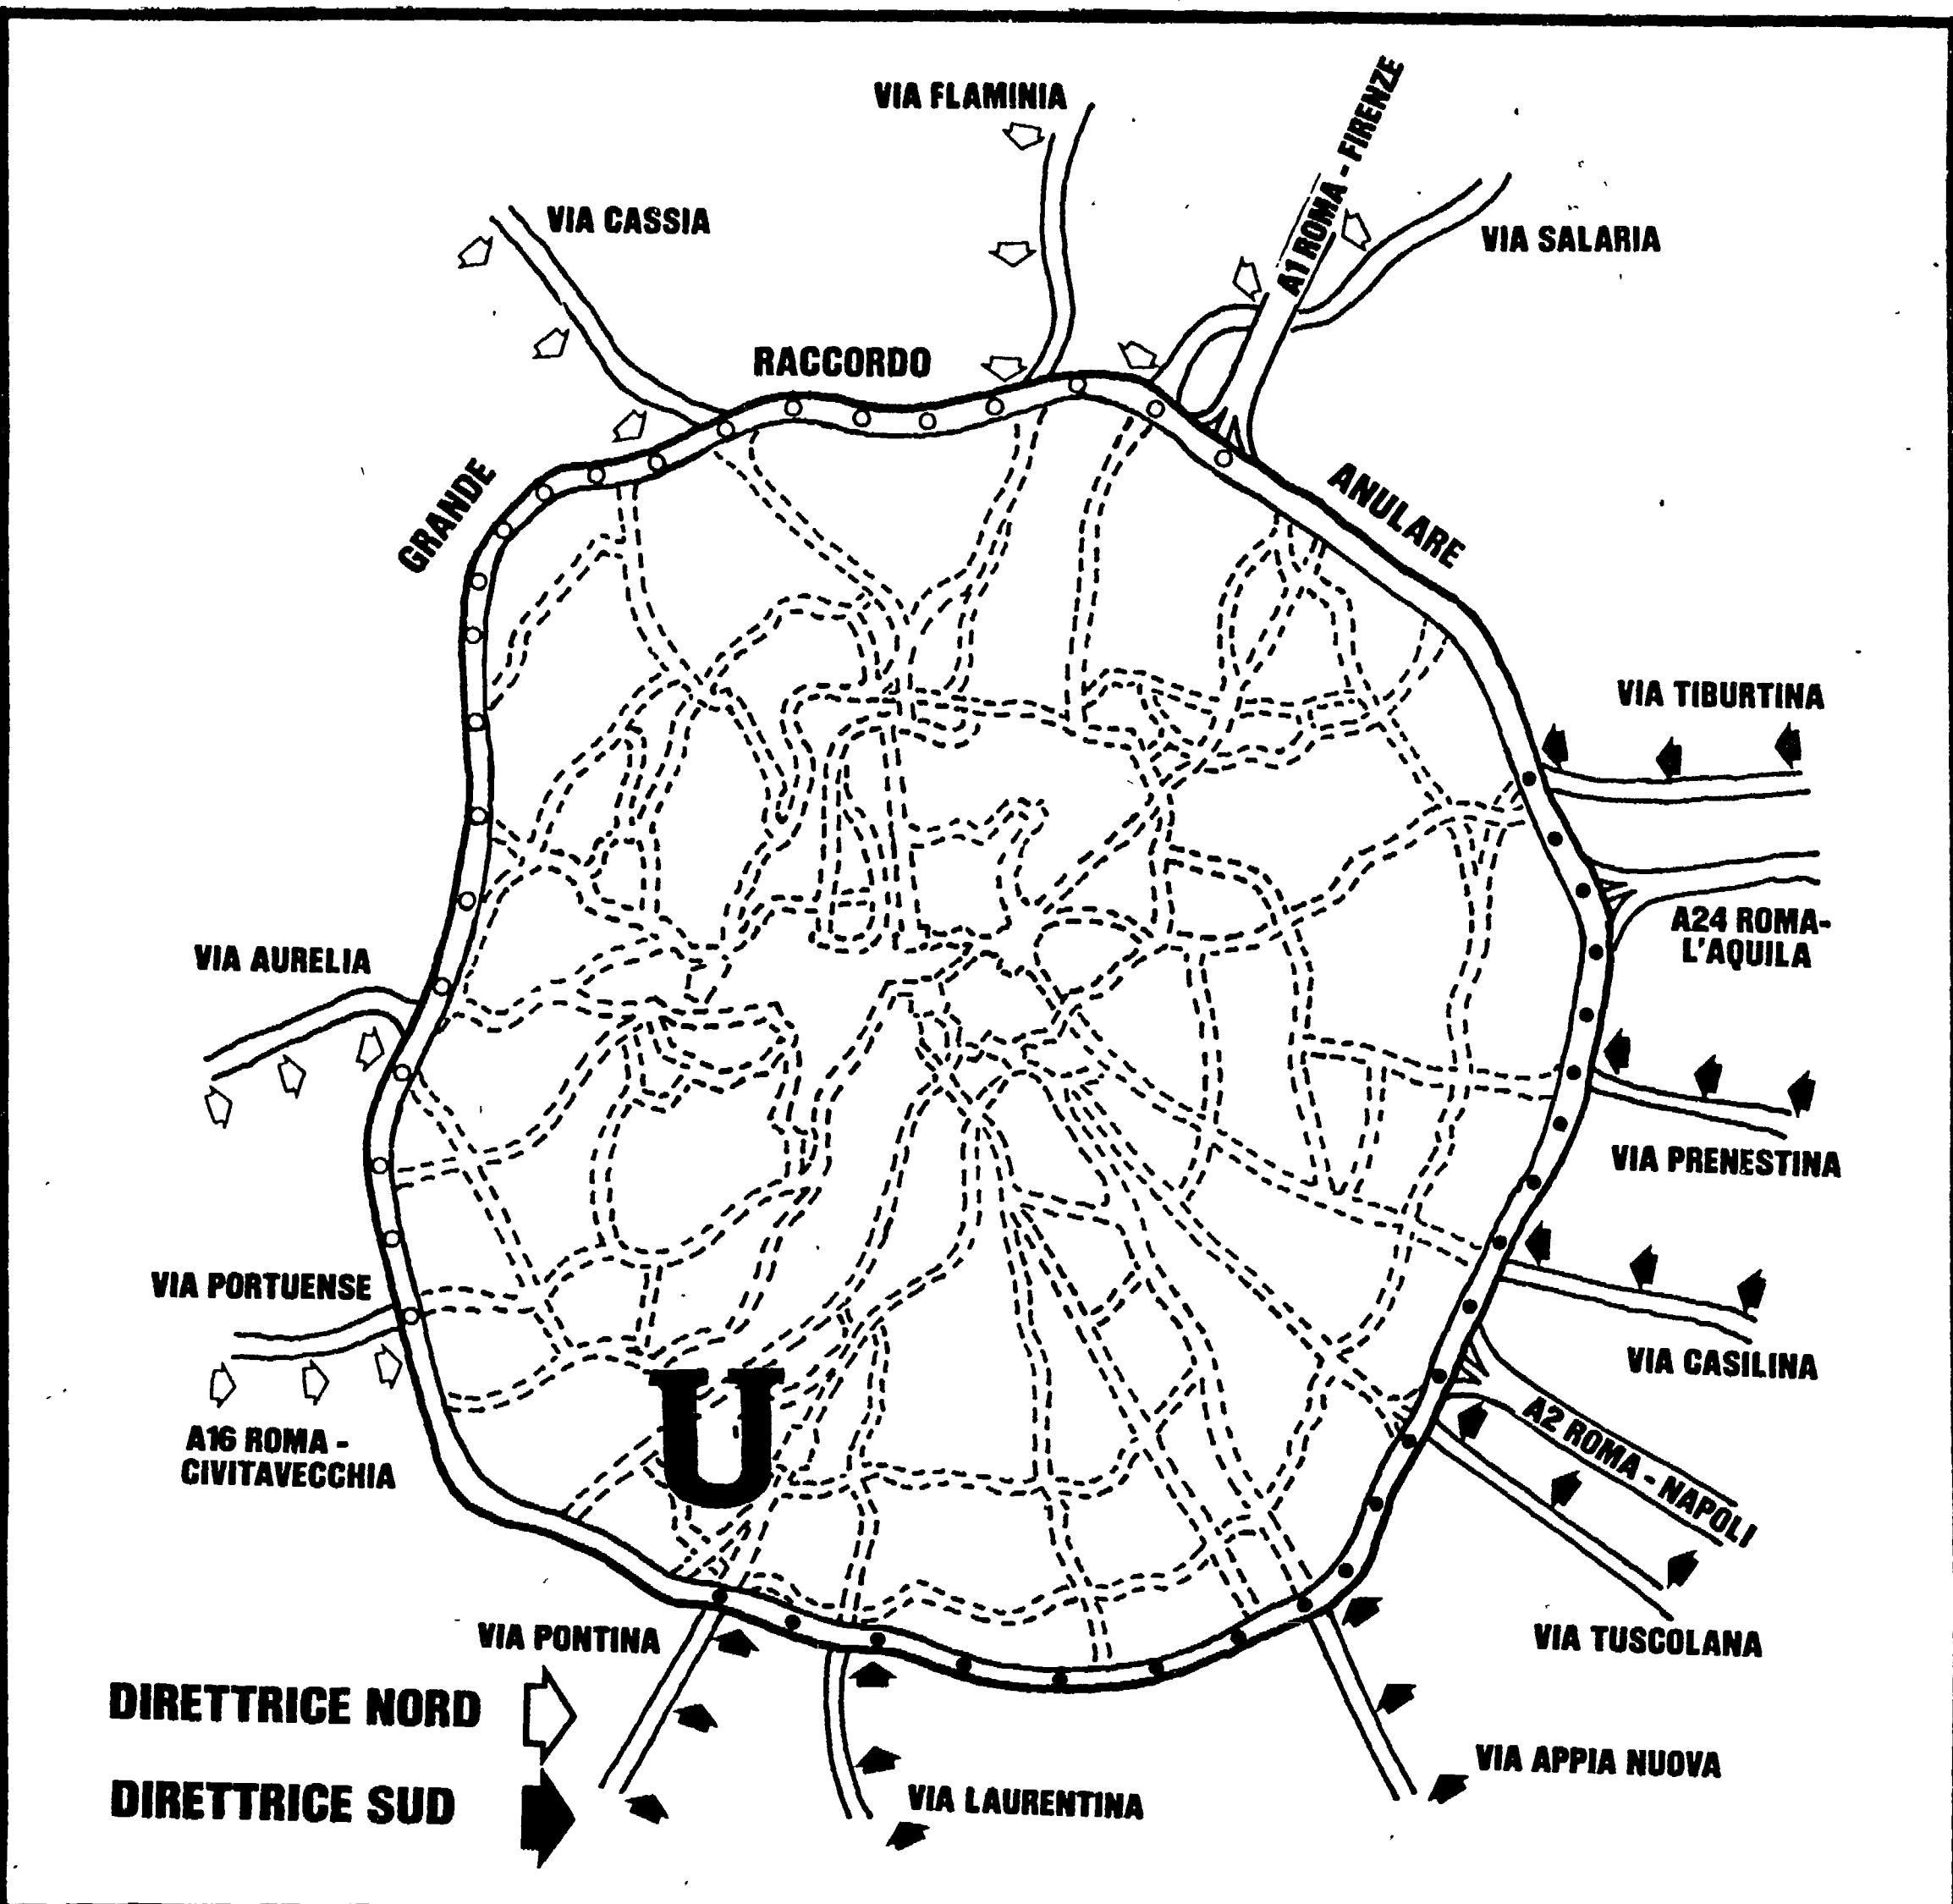 VIA FLAMINIA
A1 ROMA - FIRENZE
VIA CASSIA
VIA SALARIA
RACCORDO
GRANDE
ANULARE
VIA TIBURTINA
A24 ROMA-
L'AQUILA
VIA AURELIA
VIA PRENESTINA
VIA PORTUENSE
VIA CASILINA
A16 ROMA -
CIVITAVECCHIA
U
A2 ROMA - NAPOLI
VIA PONTINA
VIA TUSCOLANA
DIRETTRICE NORD
VIA APPIA NUOVA
DIRETTRICE SUD
VIA LAURENTINA